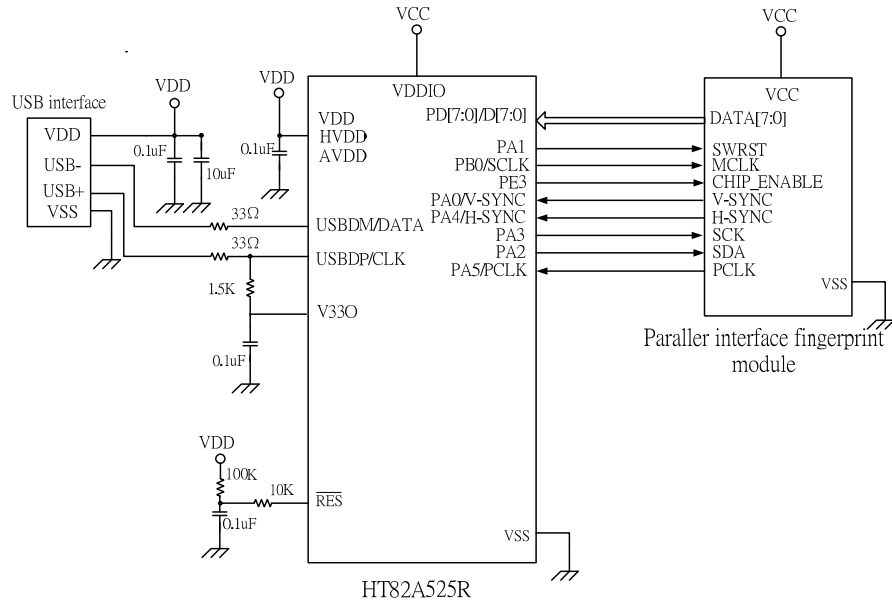 VCC
VCC
VDD
VDD
USB interface
VDD
USB-
USB+
VSS
0.1uF
10uF
0.1uF
VDDIO
VDD
HVDD
AVDD
PD[7:0]/D[7:0]
PA1
PB0/SCLK
PE3
PA0/V-SYNC
PA4/H-SYNC
PA3
PA2
PA5/PCLK
VCC
DATA[7:0]
SWRST
MCLK
CHIP_ENABLE
V-SYNC
H-SYNC
SCK
SDA
PCLK
VSS
33Ω
USBDM/DATA
33Ω
USBDP/CLK
1.5K
V33O
0.1uF
Paraller interface fingerprint
module
VDD
100K
10K
RES
0.1uF
VSS
HT82A525R